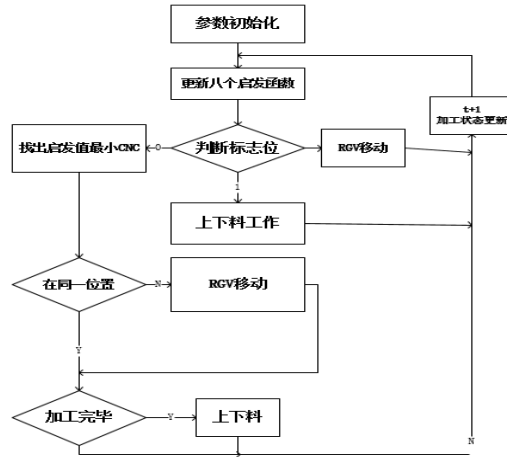 参数初始化
更新八个启发函数
t+1
加工状态更新
找出启发值最小CNC
0
判断标志位
RGV移动
1
上下料工作
在同一位置
N
RGV移动
Y
加工完毕
Y
上下料
N